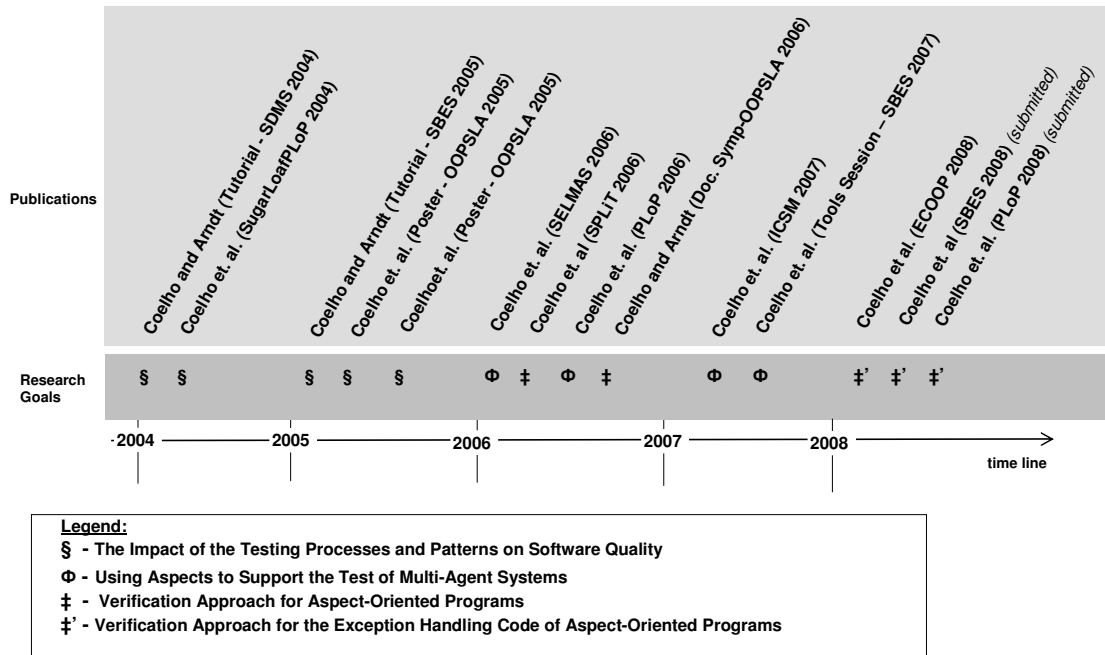 Publications
Coelho and Arndt (Tutorial - SDMS 2004)
Coelho et. al. (SugarLoafPLoP 2004)
Coelho and Arndt (Tutorial - SBES 2005)
Coelho et. al. (Poster - OOPSLA 2005)
Coelhoet. al. (Poster - OOPSLA 2005)
Coelho et. al. (SELMAS 2006)
Coelho et. al (SPLiT 2006)
Coelho et. al. (PLoP 2006)
Coelho and Arndt (Doc. Symp-OOPSLA 2006)
Coelho et. al. (ICSM 2007)
Coelho et. al. (Tools Session – SBES 2007)
Coelho et al. (ECOOP 2008)
Coelho et. al (SBES 2008) (submitted)
Coelho et. al. (PLoP 2008) (submitted)
Research
Goals
§ § § § § Φ ‡ Φ ‡ Φ Φ ‡' ‡' ‡'
2004 2005 2006 2007 2008
time line
Legend:
§ - The Impact of the Testing Processes and Patterns on Software Quality
Φ - Using Aspects to Support the Test of Multi-Agent Systems
‡ - Verification Approach for Aspect-Oriented Programs
‡' - Verification Approach for the Exception Handling Code of Aspect-Oriented Programs